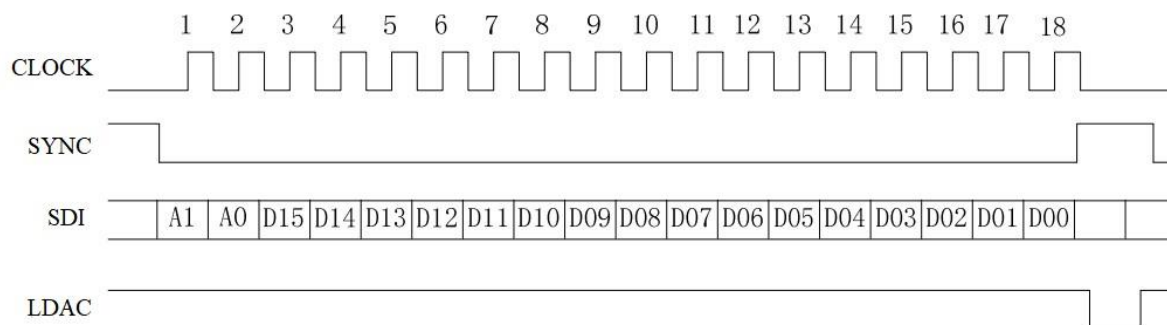 1 2 3 4 5 6 7 8 9 10 11 12 13 14 15 16 17 18
CLOCK
SYNC
SDI A1 A0 D15 D14 D13 D12 D11 D10 D09 D08 D07 D06 D05 D04 D03 D02 D01 D00
LDAC